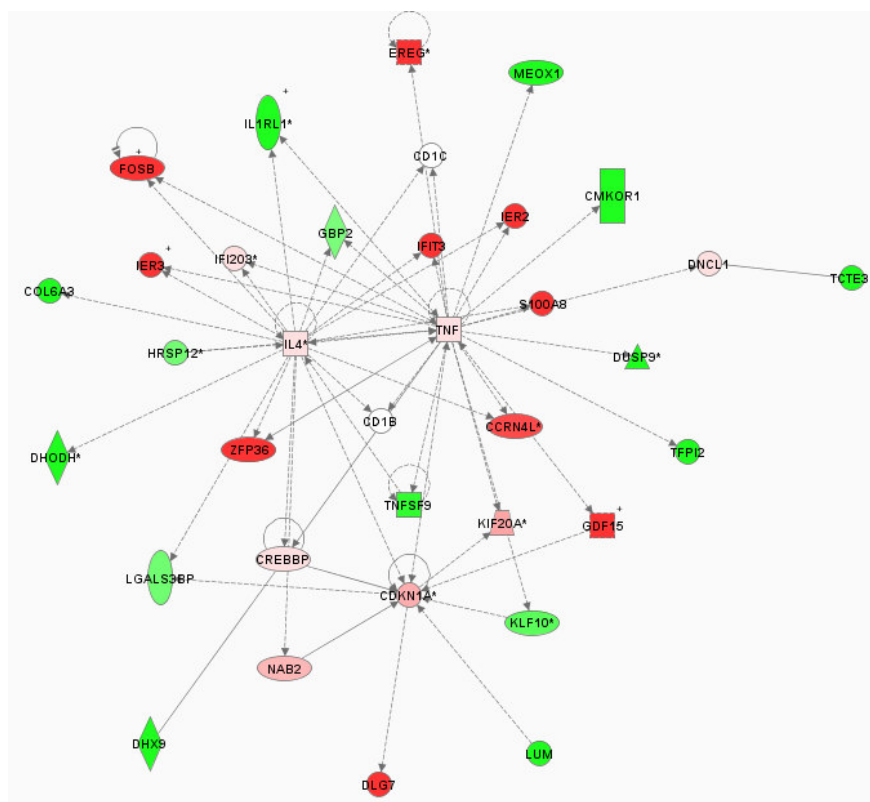 EREG*
MEOX1
+
IL1RL1*
+
FOSB
CD1C
CMKOR1
IER2
GBP2
IFIT3
+
IER3
IFI203*
DNCL1
TCTE3
COL6A3
S100A8
TNF
IL4*
HRSP12*
DUSP9*
CD1B
CCRN4L*
ZFP36
TFPI2
DHODH*
TNFSF9
+
KIF20A*
GDF15
CREBBP
LGALS3BP
CDKN1A*
KLF10*
NAB2
DHX9
LUM
DLG7